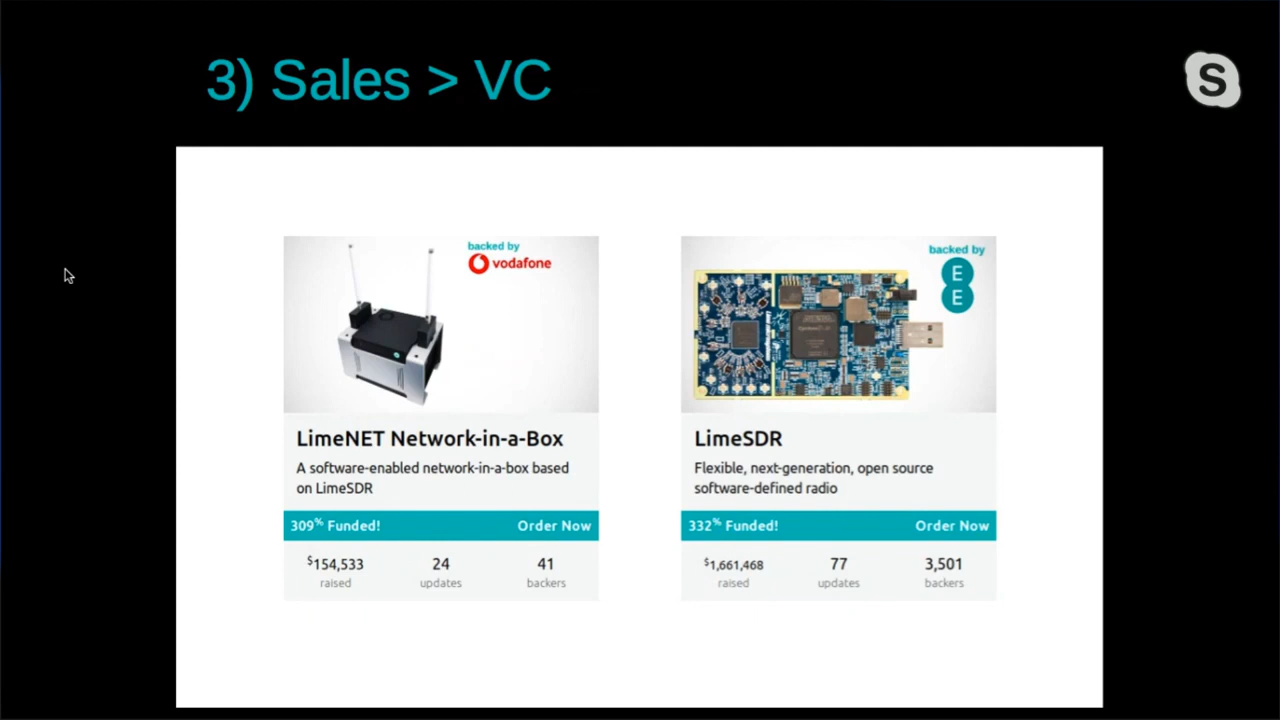 3) Sales > VC
S
backed by
vodafone
backed by
E
E
LimeNET Network-in-a-Box
A software-enabled network-in-a-box based
on LimeSDR
309% Funded! Order Now
$154,533 24 41
raised updates backers
LimeSDR
Flexible, next-generation, open source
software-defined radio
332% Funded! Order Now
$1,661,468 77 3,501
raised updates backers